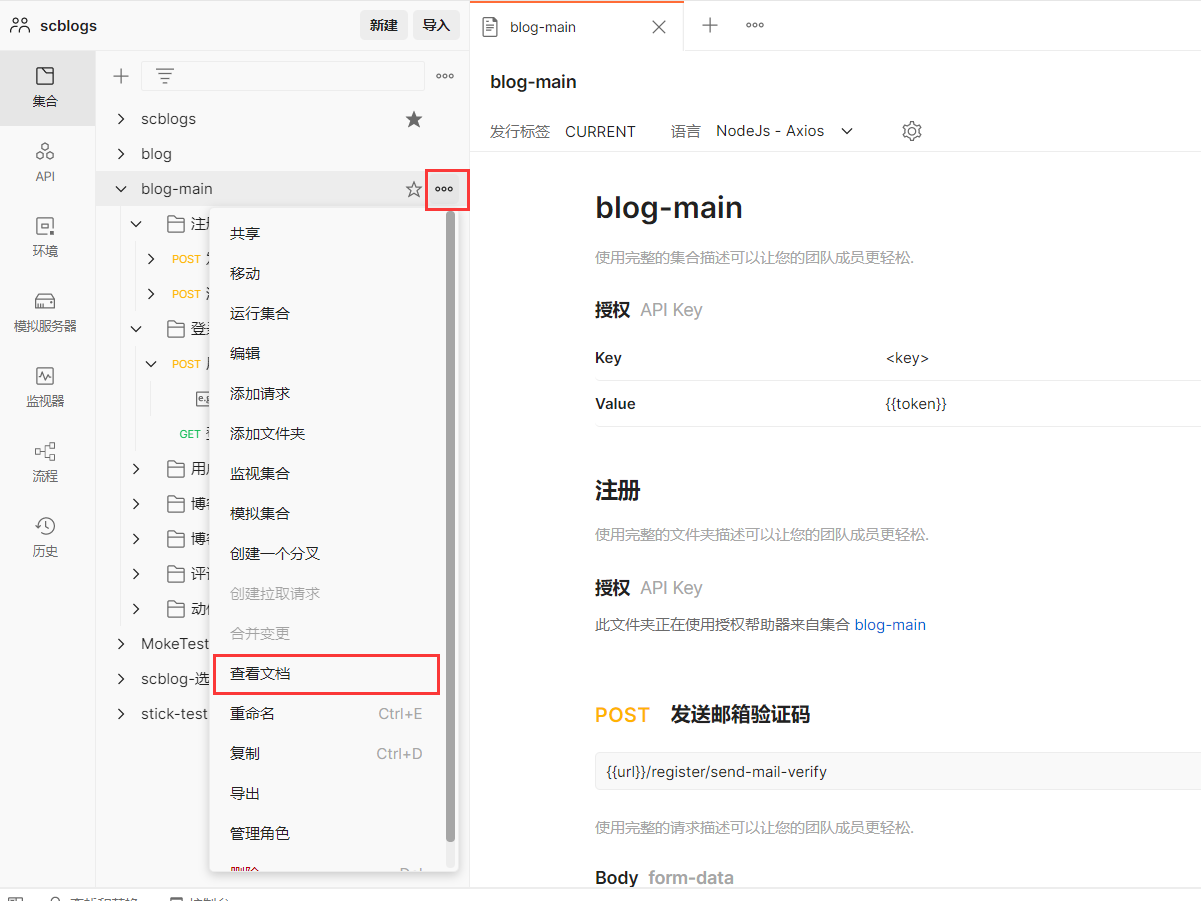 scblogs
新建
导入
集合
API
环境
模拟服务器
监视器
流程
历史
scblogs
blog
blog-main
POST
POST
POST
GET
MokeTest
scblog-选
stick-test
共享
移动
运行集合
编辑
添加请求
添加文件夹
监视集合
模拟集合
创建一个分叉
创建拉取请求
合并变更
查看文档
重命名 Ctrl+E
复制 Ctrl+D
导出
管理角色
blog-main
blog-main
发行标签 CURRENT 语言 NodeJs - Axios
blog-main
使用完整的集合描述可以让您的团队成员更轻松.
授权 API Key
Key <key>
Value {{token}}
注册
使用完整的文件夹描述可以让您的团队成员更轻松.
授权 API Key
此文件夹正在使用授权帮助器来自集合 blog-main
POST 发送邮箱验证码
{{url}}/register/send-mail-verify
使用完整的请求描述可以让您的团队成员更轻松.
Body form-data